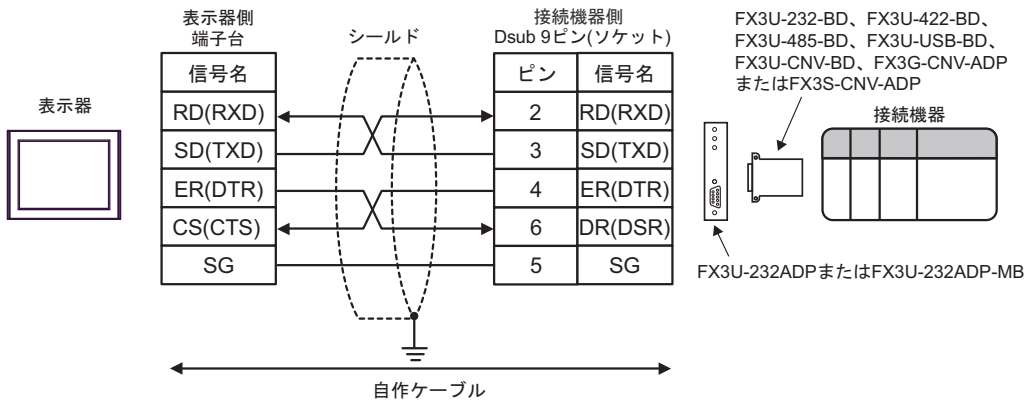 表示器
表示器側
端子台
信号名
RD(RXD)
SD(TXD)
ER(DTR)
CS(CTS)
SG
シールド
接続機器側
Dsub 9ピン(ソケット)
ピン 信号名
2 RD(RXD)
3 SD(TXD)
4 ER(DTR)
6 DR(DSR)
5 SG
自作ケーブル
FX3U-232-BD、FX3U-422-BD、
FX3U-485-BD、FX3U-USB-BD、
FX3U-CNV-BD、FX3G-CNV-ADP
またはFX3S-CNV-ADP
接続機器
FX3U-232ADPまたはFX3U-232ADP-MB